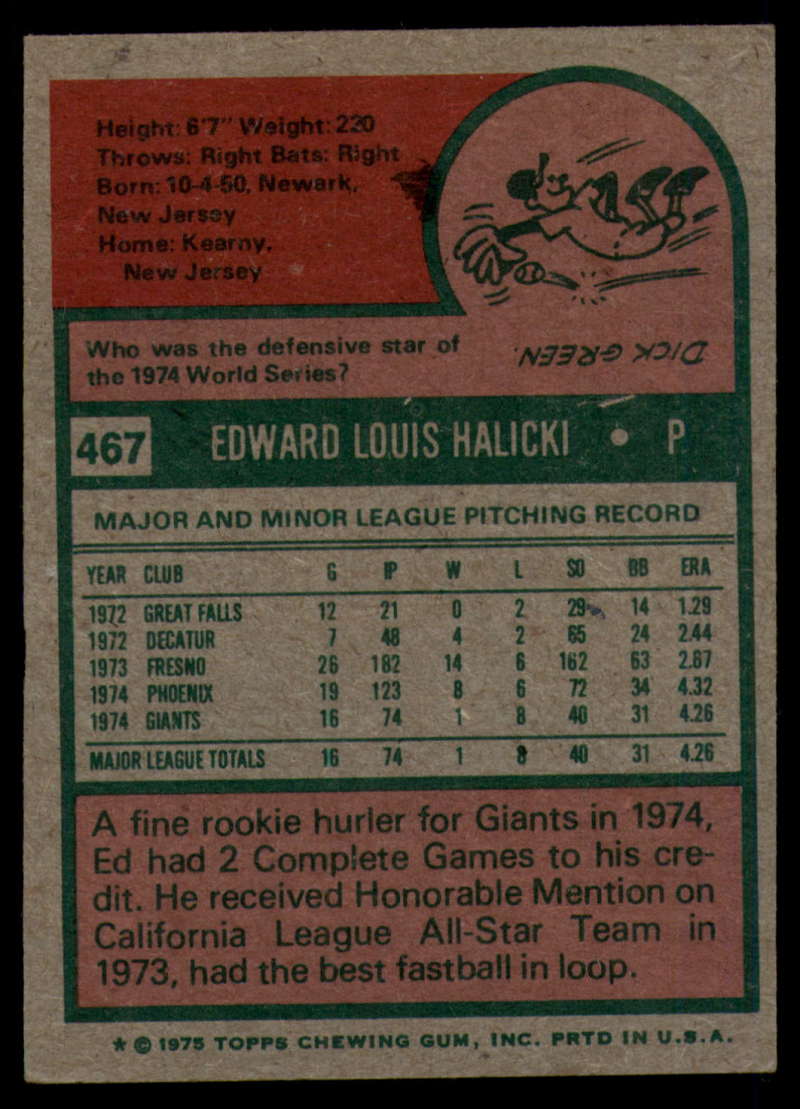 Height: 6'7" Weight: 220
Throws: Right Bats: Right
Born: 10-4-50, Newark,
New Jersey
Home: Kearny,
New Jersey
Who was the defensive star of
the 1974 World Series?
DICK GREEN.
467 EDWARD LOUIS HALICKI • P
MAJOR AND MINOR LEAGUE PITCHING RECORD
YEAR CLUB G IP W L SO BB ERA
1972 GREAT FALLS 12 21 0 2 29 14 1.29
1972 DECATUR 7 48 4 2 65 24 2.44
1973 FRESNO 26 182 14 6 162 63 2.67
1974 PHOENIX 19 123 8 6 72 34 4.32
1974 GIANTS 16 74 1 8 40 31 4.26
MAJOR LEAGUE TOTALS 16 74 1 8 40 31 4.26
A fine rookie hurler for Giants in 1974,
Ed had 2 Complete Games to his cre-
dit. He received Honorable Mention on
California League All-Star Team in
1973, had the best fastball in loop.
* © 1975 TOPPS CHEWING GUM, INC. PRTD IN U.S.A.